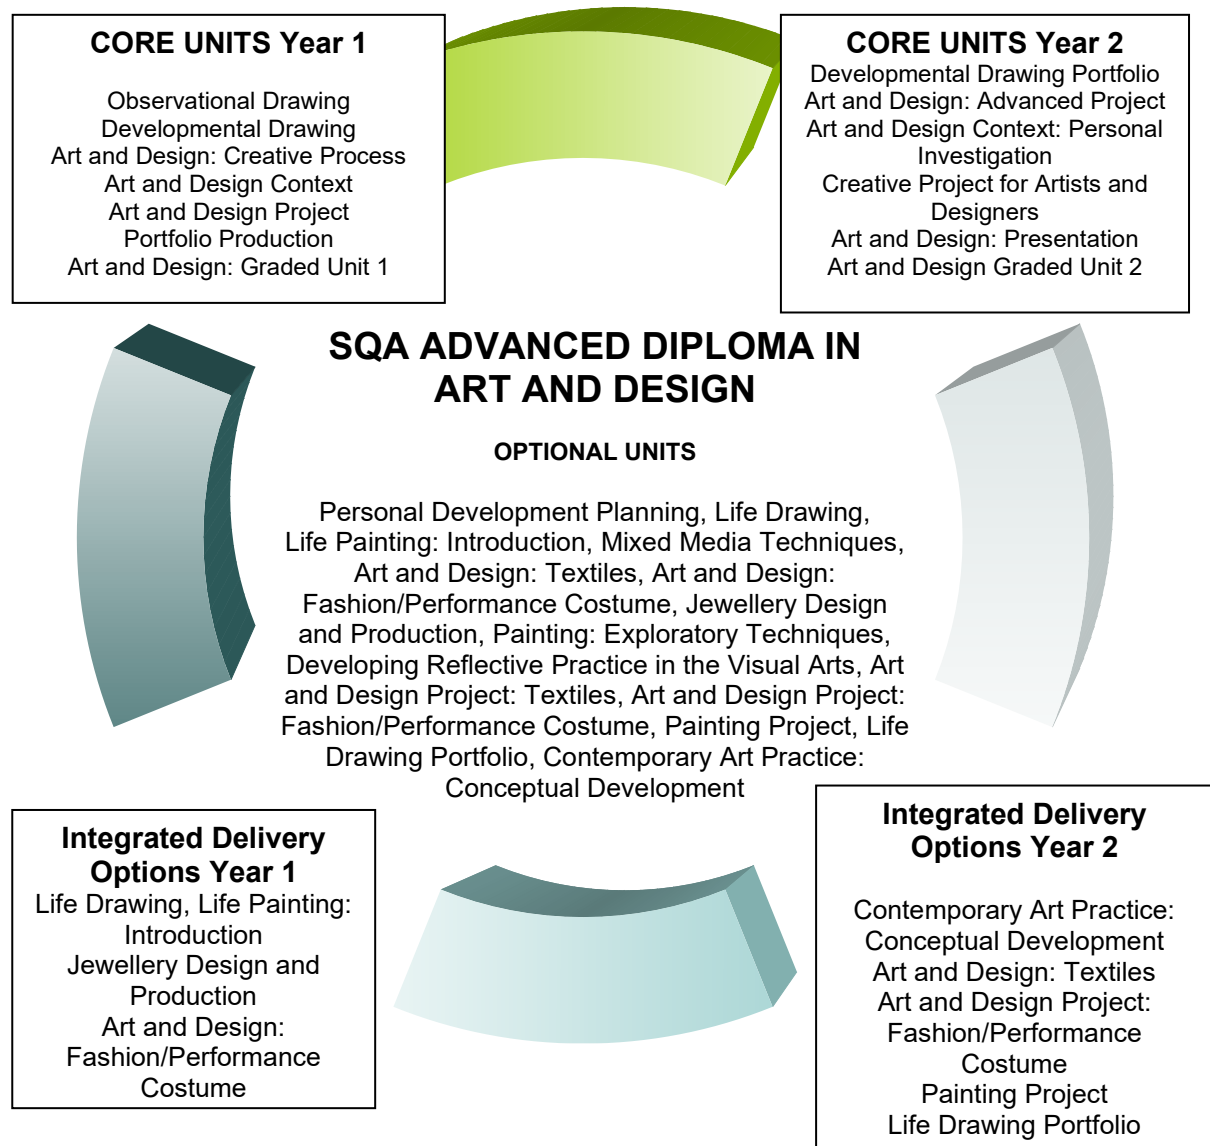 CORE UNITS Year 1
Observational Drawing
Developmental Drawing
Art and Design: Creative Process
Art and Design Context
Art and Design Project
Portfolio Production
Art and Design: Graded Unit 1
CORE UNITS Year 2
Developmental Drawing Portfolio
Art and Design: Advanced Project
Art and Design Context: Personal
Investigation
Creative Project for Artists and
Designers
Art and Design: Presentation
Art and Design Graded Unit 2
SQA ADVANCED DIPLOMA IN
ART AND DESIGN
OPTIONAL UNITS
Personal Development Planning, Life Drawing,
Life Painting: Introduction, Mixed Media Techniques,
Art and Design: Textiles, Art and Design:
Fashion/Performance Costume, Jewellery Design
and Production, Painting: Exploratory Techniques,
Developing Reflective Practice in the Visual Arts, Art
and Design Project: Textiles, Art and Design Project:
Fashion/Performance Costume, Painting Project, Life
Drawing Portfolio, Contemporary Art Practice:
Conceptual Development
Integrated Delivery
Options Year 1
Life Drawing, Life Painting:
Introduction
Jewellery Design and
Production
Art and Design:
Fashion/Performance
Costume
Integrated Delivery
Options Year 2
Contemporary Art Practice:
Conceptual Development
Art and Design: Textiles
Art and Design Project:
Fashion/Performance
Costume
Painting Project
Life Drawing Portfolio